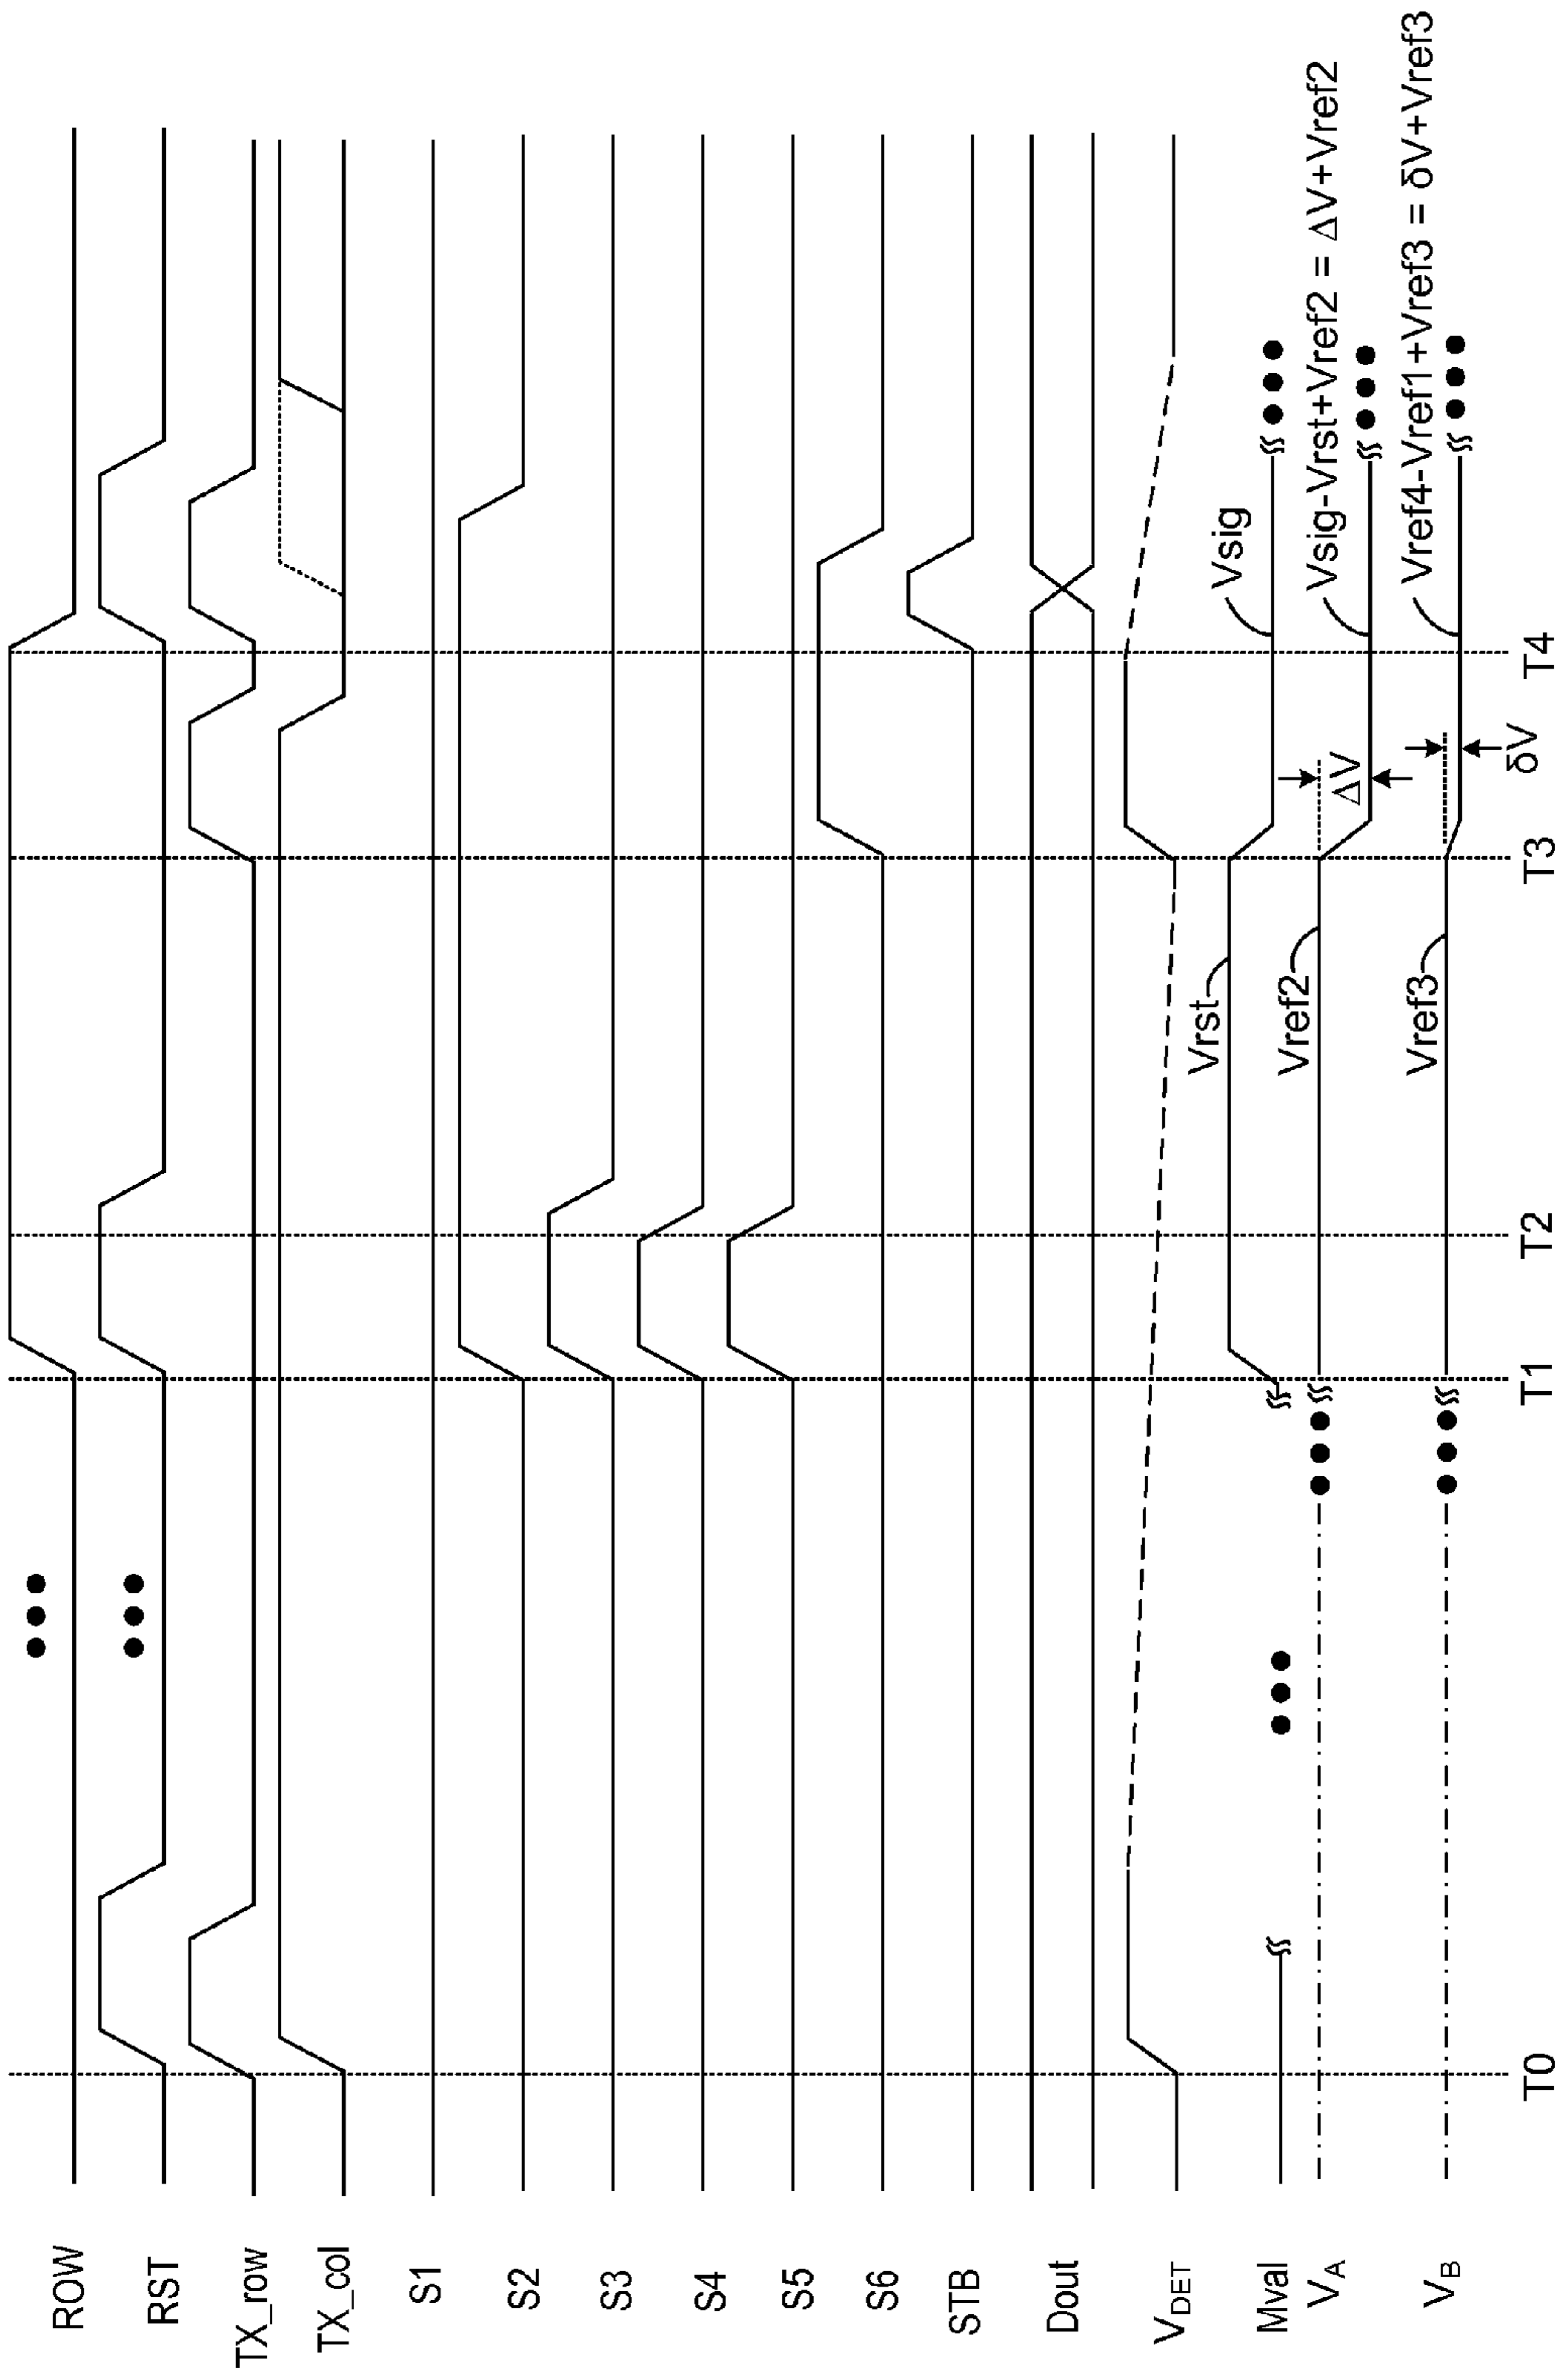 ROW
RST
TX_row
TX_col
S1
S2
S3
S4
S5
S6
STB
Dout
VDET
Mval
VA
VB
Vrst
Vref2
Vref3
Vsig
Vsig-Vrst+Vref2 = ΔV+Vref2
Vref4-Vref1+Vref3 = δV+Vref3
ΔV
δV
T0
T1
T2
T3
T4